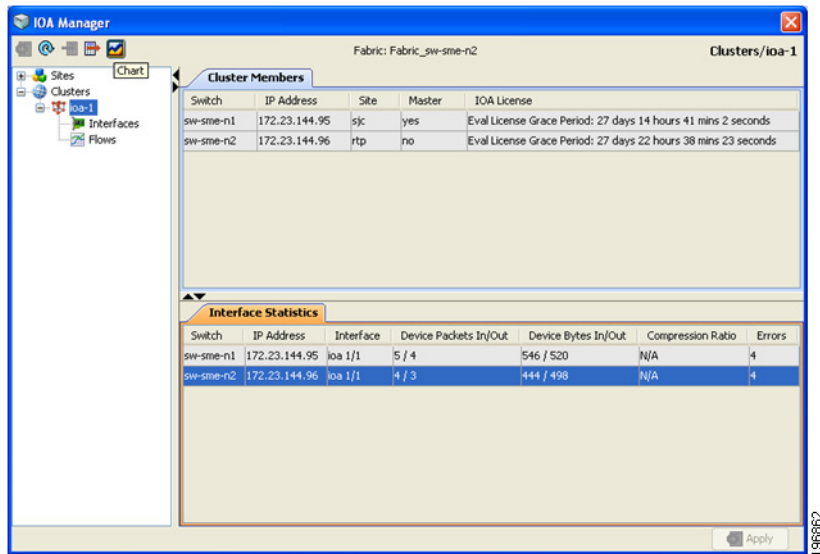 IOA Manager
Fabric: Fabric_sw-sme-n2
Clusters/ioa-1
Chart
Sites
Clusters
ioa-1
Interfaces
Flows
Cluster Members
Switch IP Address Site Master IOA License
sw-sme-n1 172.23.144.95 sjc yes Eval License Grace Period: 27 days 14 hours 41 mins 2 seconds
sw-sme-n2 172.23.144.96 rtp no Eval License Grace Period: 27 days 22 hours 38 mins 23 seconds
Interface Statistics
Switch IP Address Interface Device Packets In/Out Device Bytes In/Out Compression Ratio Errors
sw-sme-n1 172.23.144.95 ioa 1/1 5 / 4 546 / 520 N/A 4
sw-sme-n2 172.23.144.96 ioa 1/1 4 / 3 444 / 498 N/A 4
Apply
196862